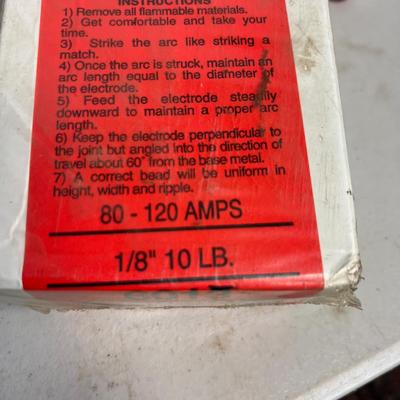 INSTRUCTIONS
1) Remove all flammable materials.
2) Get comfortable and take your
time.
3) Strike the arc like striking a
match.
4) Once the arc is struck, maintain an
arc length equal to the diameter of
the electrode.
5) Feed the electrode steadily
downward to maintain a proper arc
length.
6) Keep the electrode perpendicular to
the joint but angled into the direction of
travel about 60° from the base metal.
7) A correct bead will be uniform in
height, width and ripple.
80 - 120 AMPS
1/8" 10 LB.